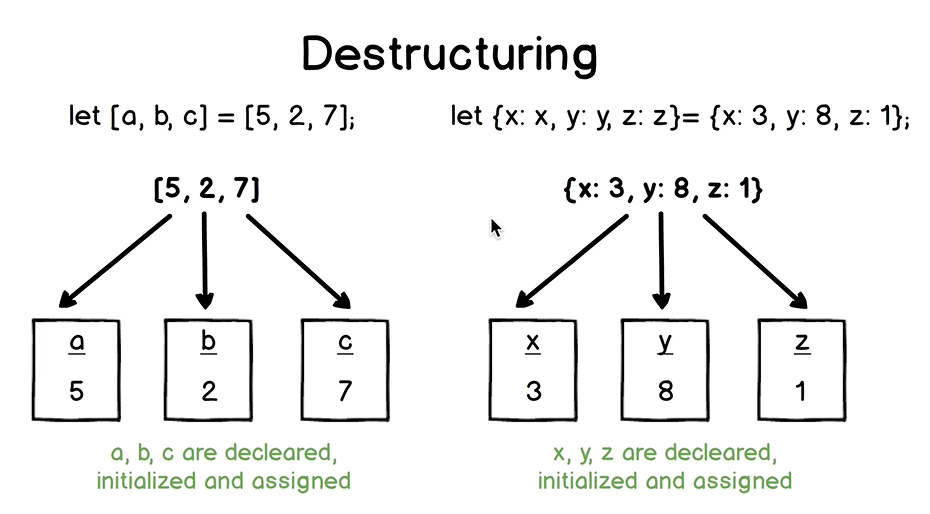 Destructuring
let [a, b, c] = [5, 2, 7];
let {x: x, y: y, z: z}= {x: 3, y: 8, z: 1};
[5, 2, 7]
{x: 3, y: 8, z: 1}
a
5
b
2
c
7
x
3
y
8
z
1
a, b, c are decleared,
initialized and assigned
x, y, z are decleared,
initialized and assigned